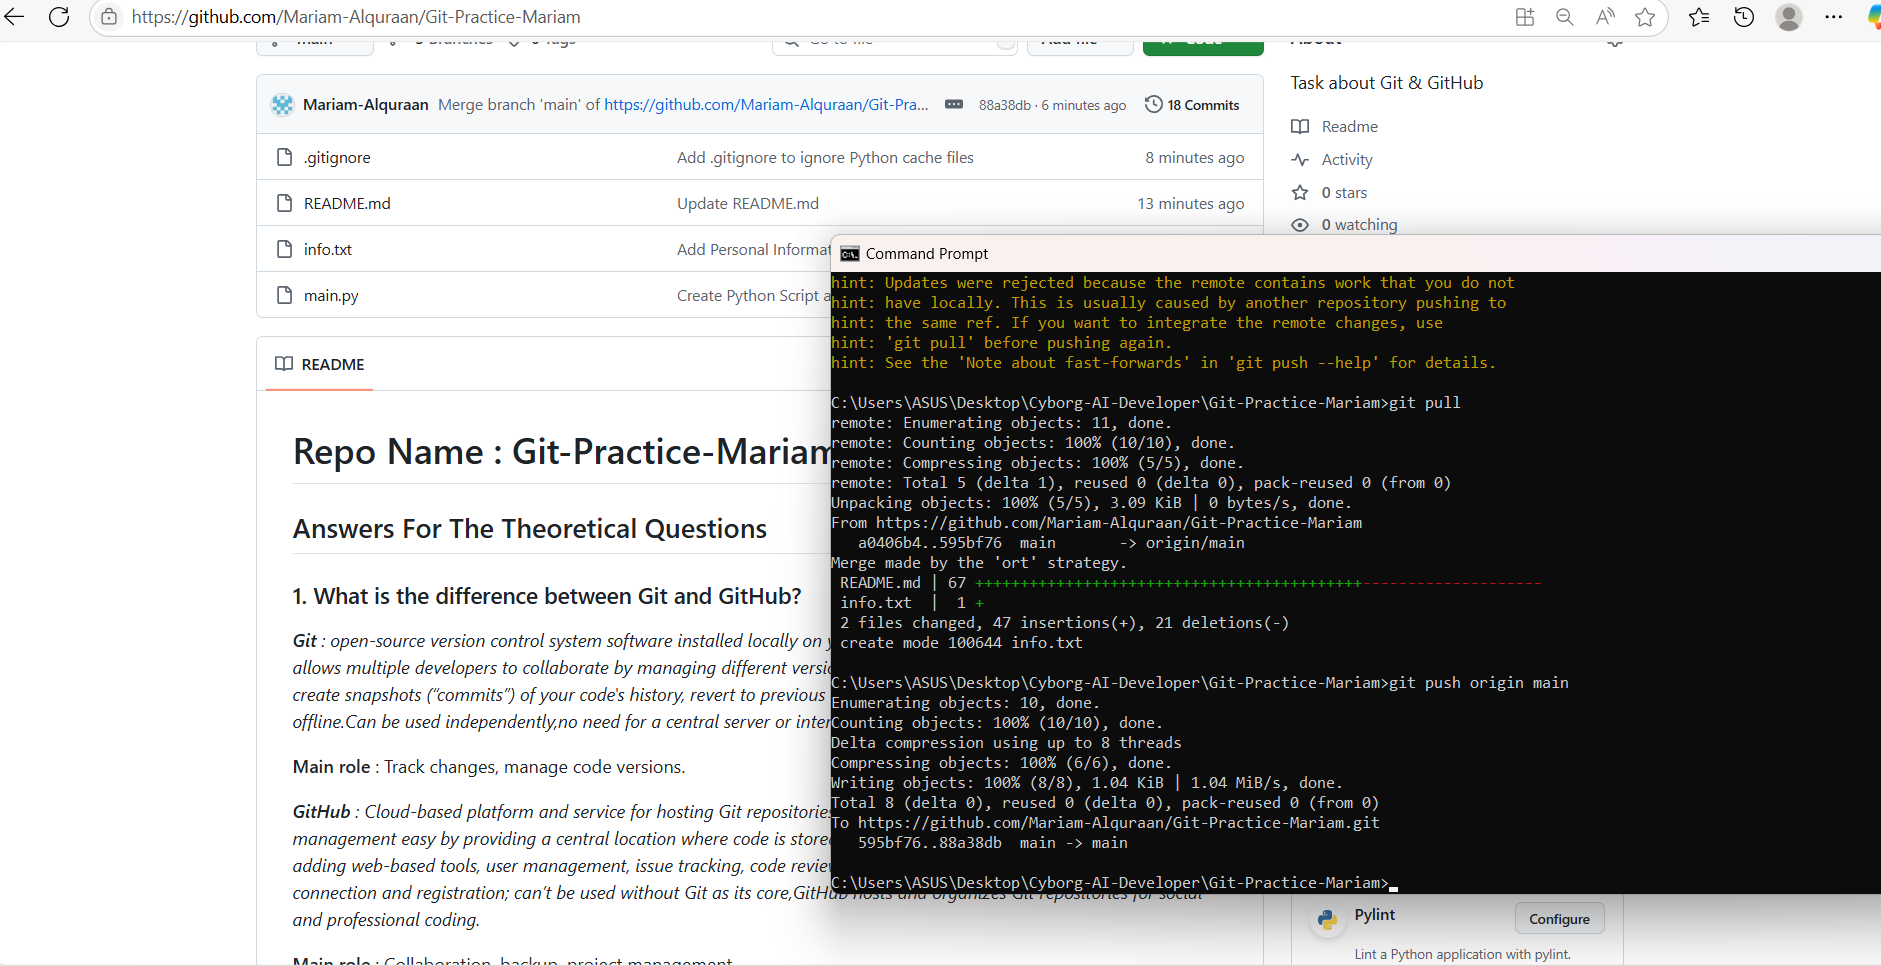 https://github.com/Mariam-Alquraan/Git-Practice-Mariam
Mariam-Alquraan Merge branch 'main' of https://github.com/Mariam-Alquraan/Git-Pra... 88a38db · 6 minutes ago 18 Commits
.gitignore Add .gitignore to ignore Python cache files 8 minutes ago
README.md Update README.md 13 minutes ago
info.txt Add Personal Informat
main.py Create Python Script a
README
Repo Name : Git-Practice-Mariam
Answers For The Theoretical Questions
1. What is the difference between Git and GitHub?
Git : open-source version control system software installed locally on
allows multiple developers to collaborate by managing different versi
create snapshots (“commits”) of your code's history, revert to previous
offline.Can be used independently,no need for a central server or inter
Main role : Track changes, manage code versions.
GitHub : Cloud-based platform and service for hosting Git repositories
management easy by providing a central location where code is store
adding web-based tools, user management, issue tracking, code revie
connection and registration; can’t be used without Git as its core,GitHub hosts and organizes Git repositories for social
and professional coding.
Main role : Collaboration, backup, project management.
About
Task about Git & GitHub
Readme
Activity
0 stars
0 watching
Command Prompt
hint: Updates were rejected because the remote contains work that you do not
hint: have locally. This is usually caused by another repository pushing to
hint: the same ref. If you want to integrate the remote changes, use
hint: 'git pull' before pushing again.
hint: See the 'Note about fast-forwards' in 'git push --help' for details.
C:\Users\ASUS\Desktop\Cyborg-AI-Developer\Git-Practice-Mariam>git pull
remote: Enumerating objects: 11, done.
remote: Counting objects: 100% (10/10), done.
remote: Compressing objects: 100% (5/5), done.
remote: Total 5 (delta 1), reused 0 (delta 0), pack-reused 0 (from 0)
Unpacking objects: 100% (5/5), 3.09 KiB | 0 bytes/s, done.
From https://github.com/Mariam-Alquraan/Git-Practice-Mariam
a0406b4..595bf76 main -> origin/main
Merge made by the 'ort' strategy.
README.md | 67 +++++++++++++++++++++++++++++++++++++++++++--------------------
info.txt | 1 +
2 files changed, 47 insertions(+), 21 deletions(-)
create mode 100644 info.txt
C:\Users\ASUS\Desktop\Cyborg-AI-Developer\Git-Practice-Mariam>git push origin main
Enumerating objects: 10, done.
Counting objects: 100% (10/10), done.
Delta compression using up to 8 threads
Compressing objects: 100% (6/6), done.
Writing objects: 100% (8/8), 1.04 KiB | 1.04 MiB/s, done.
Total 8 (delta 0), reused 0 (delta 0), pack-reused 0 (from 0)
To https://github.com/Mariam-Alquraan/Git-Practice-Mariam.git
595bf76..88a38db main -> main
C:\Users\ASUS\Desktop\Cyborg-AI-Developer\Git-Practice-Mariam>
Pylint
Configure
Lint a Python application with pylint.